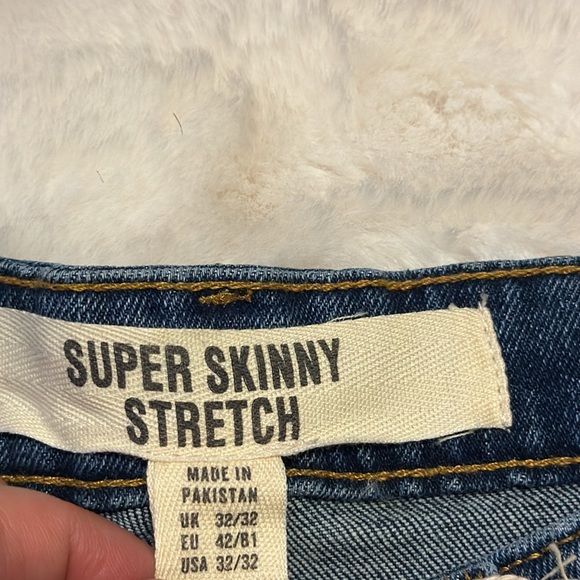 SUPER SKINNY
STRETCH
MADE IN
PAKISTAN
UK 32/32
EU 42/81
USA 32/32